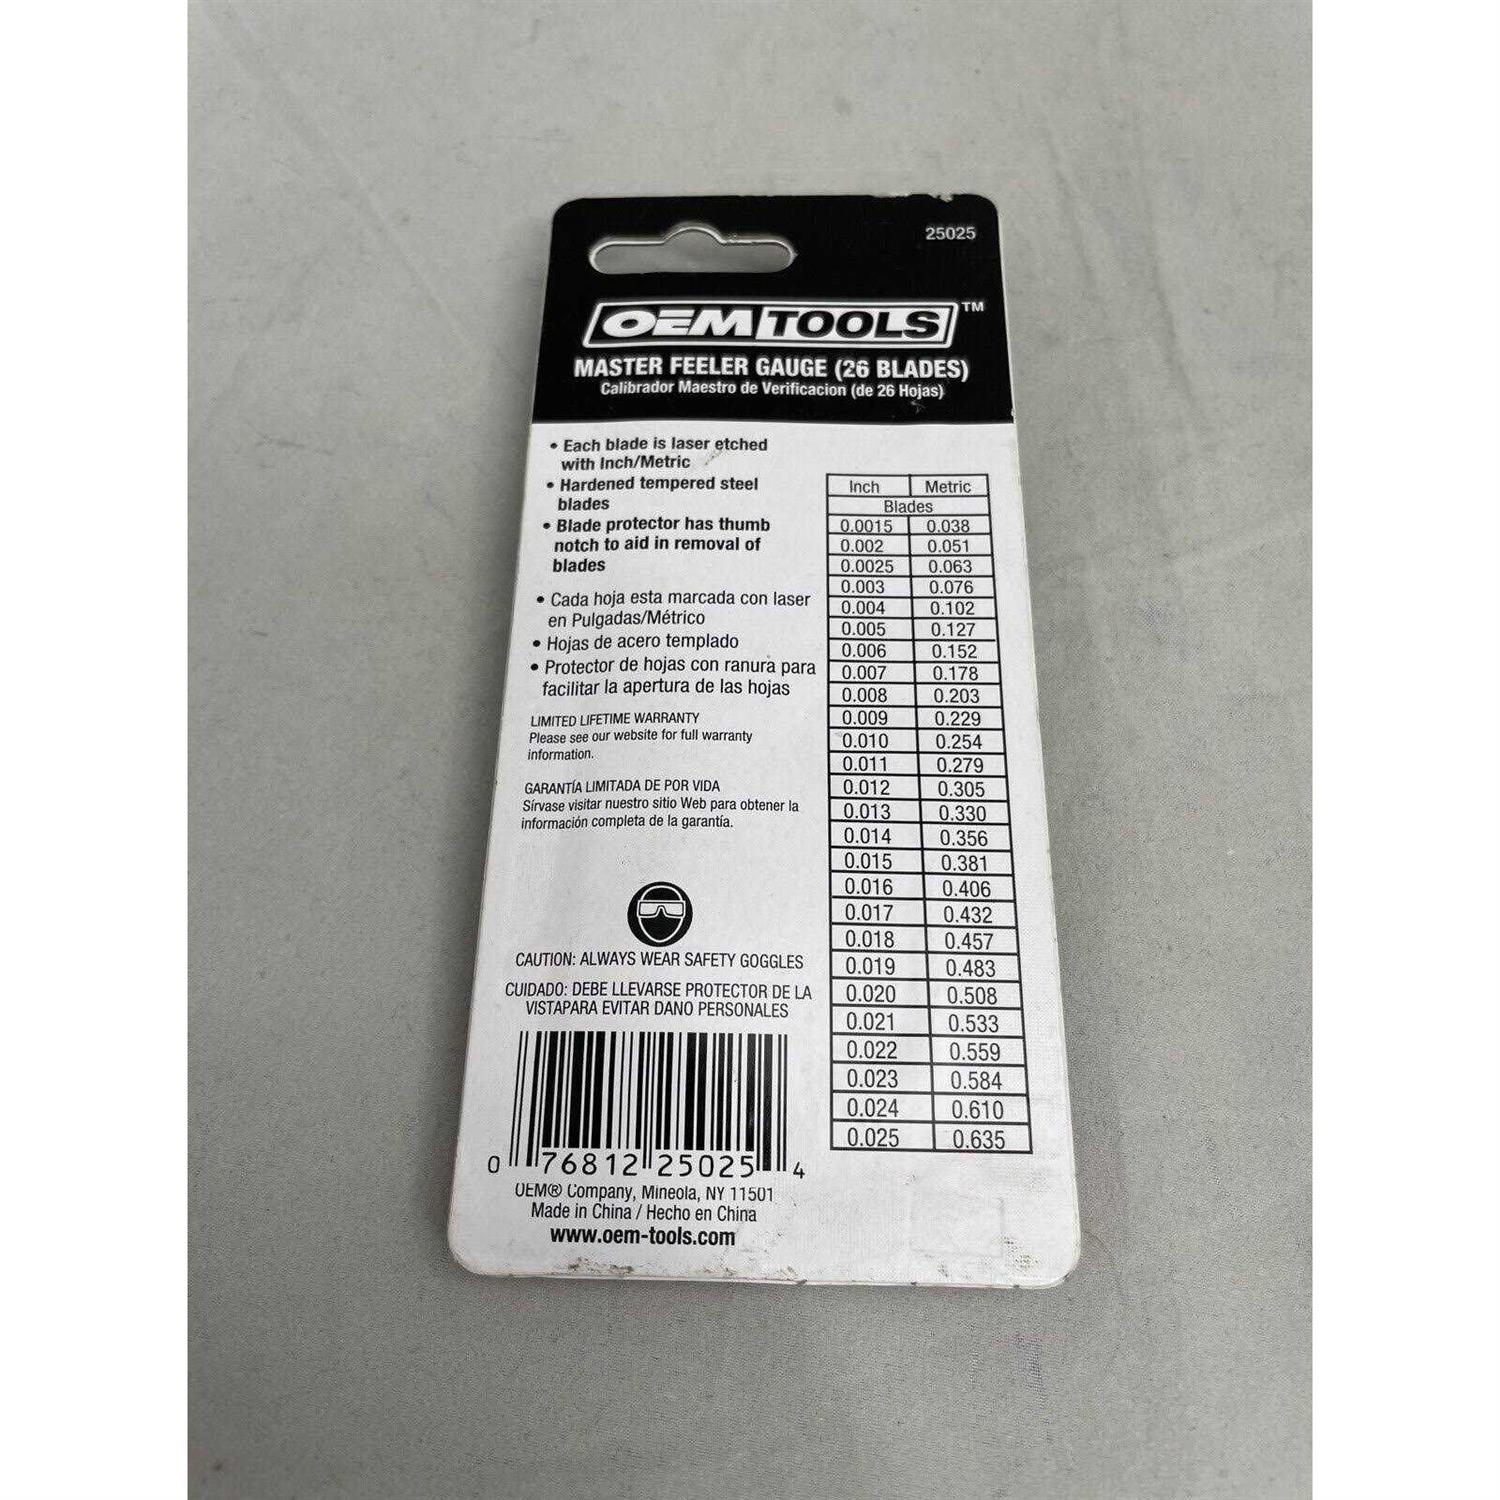 25025
OEMTOOLS™
MASTER FEELER GAUGE (26 BLADES)
Calibrador Maestro de Verificacion (de 26 Hojas)
• Each blade is laser etched
with Inch/Metric
• Hardened tempered steel
blades
• Blade protector has thumb
notch to aid in removal of
blades
• Cada hoja esta marcada con laser
en Pulgadas/Métrico
• Hojas de acero templado
• Protector de hojas con ranura para
facilitar la apertura de las hojas
LIMITED LIFETIME WARRANTY
Please see our website for full warranty
information.
GARANTÍA LIMITADA DE POR VIDA
Sírvase visitar nuestro sitio Web para obtener la
información completa de la garantía.
CAUTION: ALWAYS WEAR SAFETY GOGGLES
CUIDADO: DEBE LLEVARSE PROTECTOR DE LA
VISTAPARA EVITAR DANO PERSONALES
0 76812 25025 4
OEM® Company, Mineola, NY 11501
Made in China / Hecho en China
www.oem-tools.com
Inch Metric
Blades
0.0015 0.038
0.002 0.051
0.0025 0.063
0.003 0.076
0.004 0.102
0.005 0.127
0.006 0.152
0.007 0.178
0.008 0.203
0.009 0.229
0.010 0.254
0.011 0.279
0.012 0.305
0.013 0.330
0.014 0.356
0.015 0.381
0.016 0.406
0.017 0.432
0.018 0.457
0.019 0.483
0.020 0.508
0.021 0.533
0.022 0.559
0.023 0.584
0.024 0.610
0.025 0.635